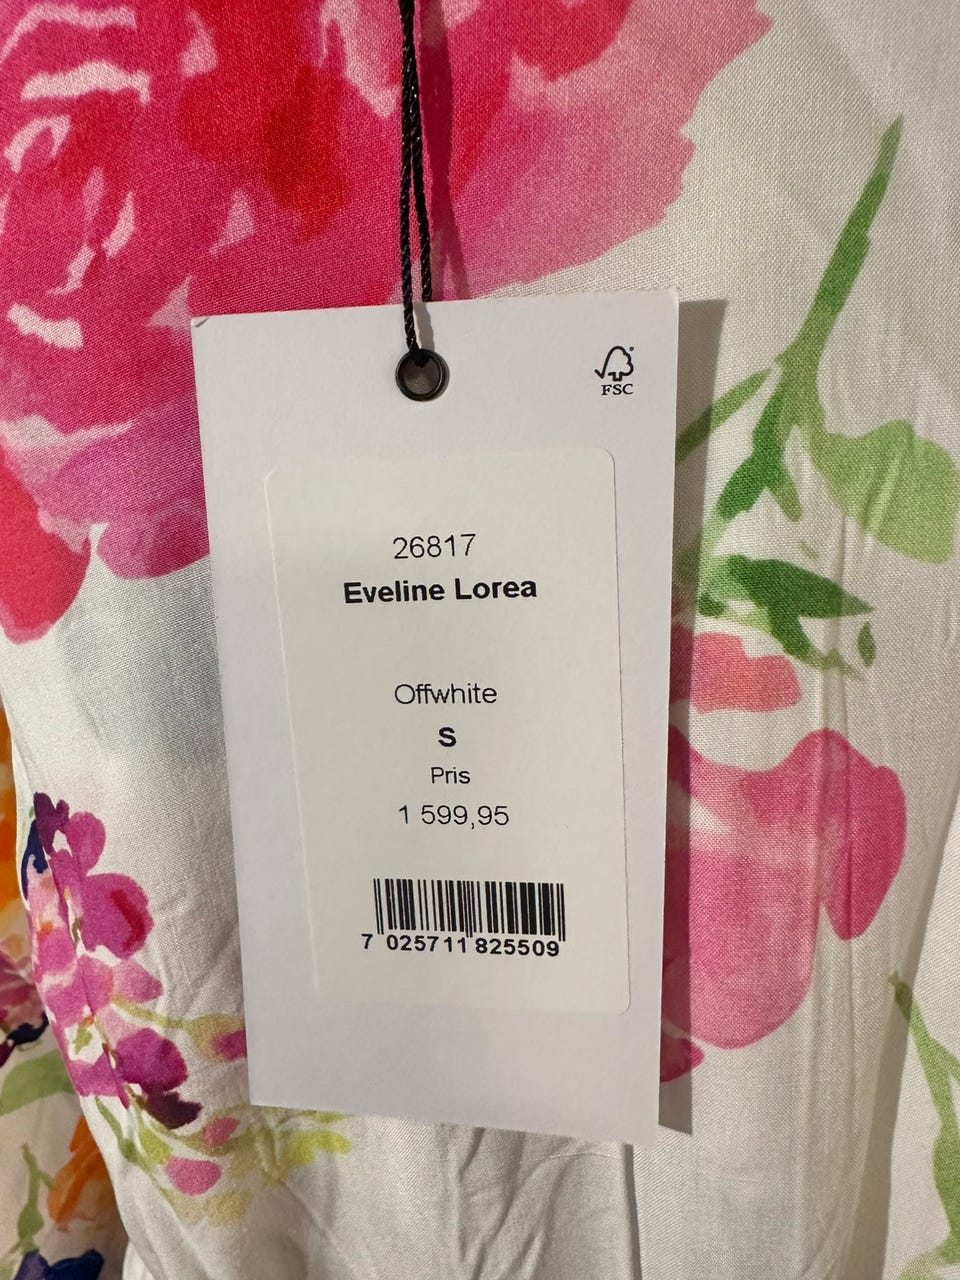 FSC
26817
Eveline Lorea
Offwhite
S
Pris
1 599,95
7 025711 825509